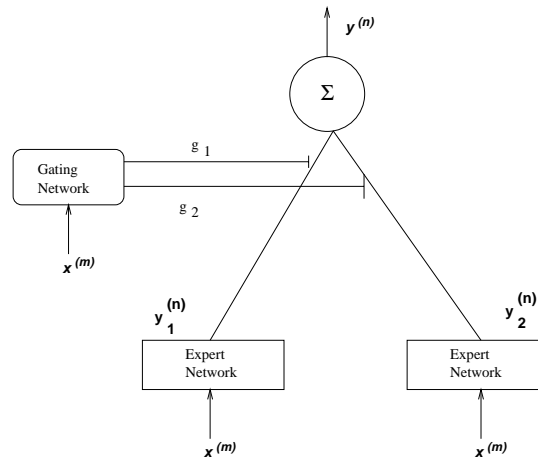 y(n)
Σ
g 1
Gating
Network
g 2
x(m)
y 1 (n)
y 2 (n)
Expert
Network
Expert
Network
x(m)
x(m)